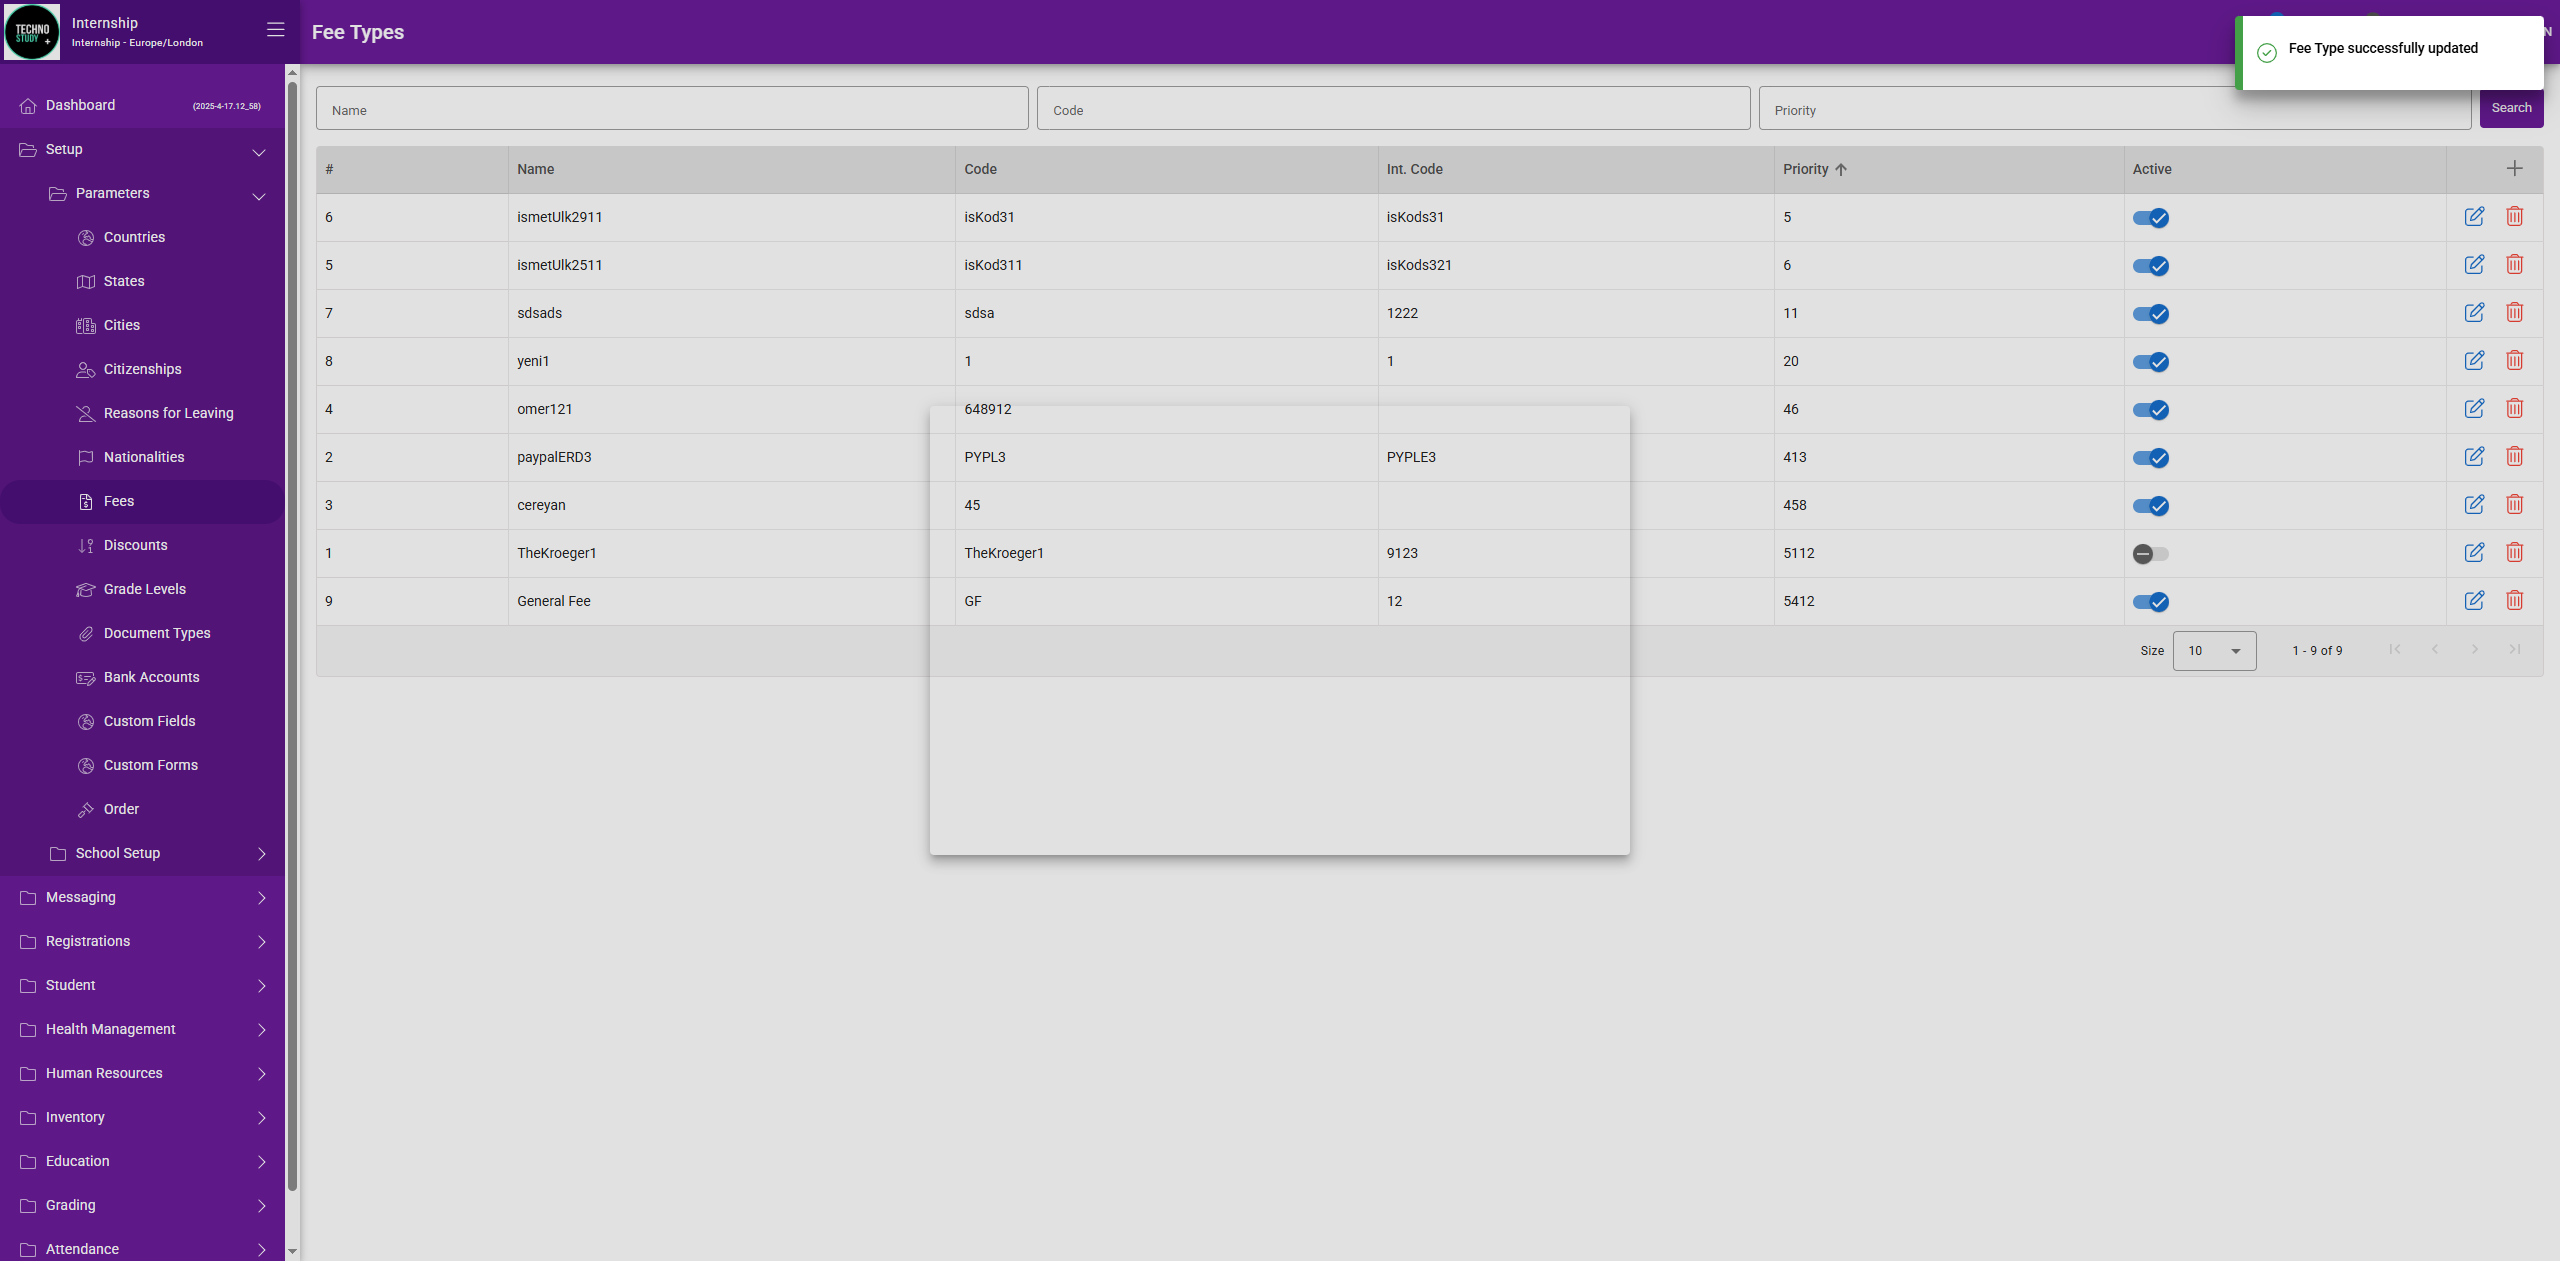 TECHNO
STUDY
+
Internship
Internship - Europe/London
Fee Types
N
Fee Type successfully updated
Dashboard
(2025-4-17.12_58)
Setup
Parameters
Countries
States
Cities
Citizenships
Reasons for Leaving
Nationalities
Fees
Discounts
Grade Levels
Document Types
Bank Accounts
Custom Fields
Custom Forms
Order
School Setup
Messaging
Registrations
Student
Health Management
Human Resources
Inventory
Education
Grading
Attendance
Name Code Priority Search
# Name Code Int. Code Priority Active
6 ismetUlk2911 isKod31 isKods31 5
5 ismetUlk2511 isKod311 isKods321 6
7 sdsads sdsa 1222 11
8 yeni1 1 1 20
4 omer121 648912 46
2 paypalERD3 PYPL3 PYPLE3 413
3 cereyan 45 458
1 TheKroeger1 TheKroeger1 9123 5112
9 General Fee GF 12 5412
Size 10 1 - 9 of 9